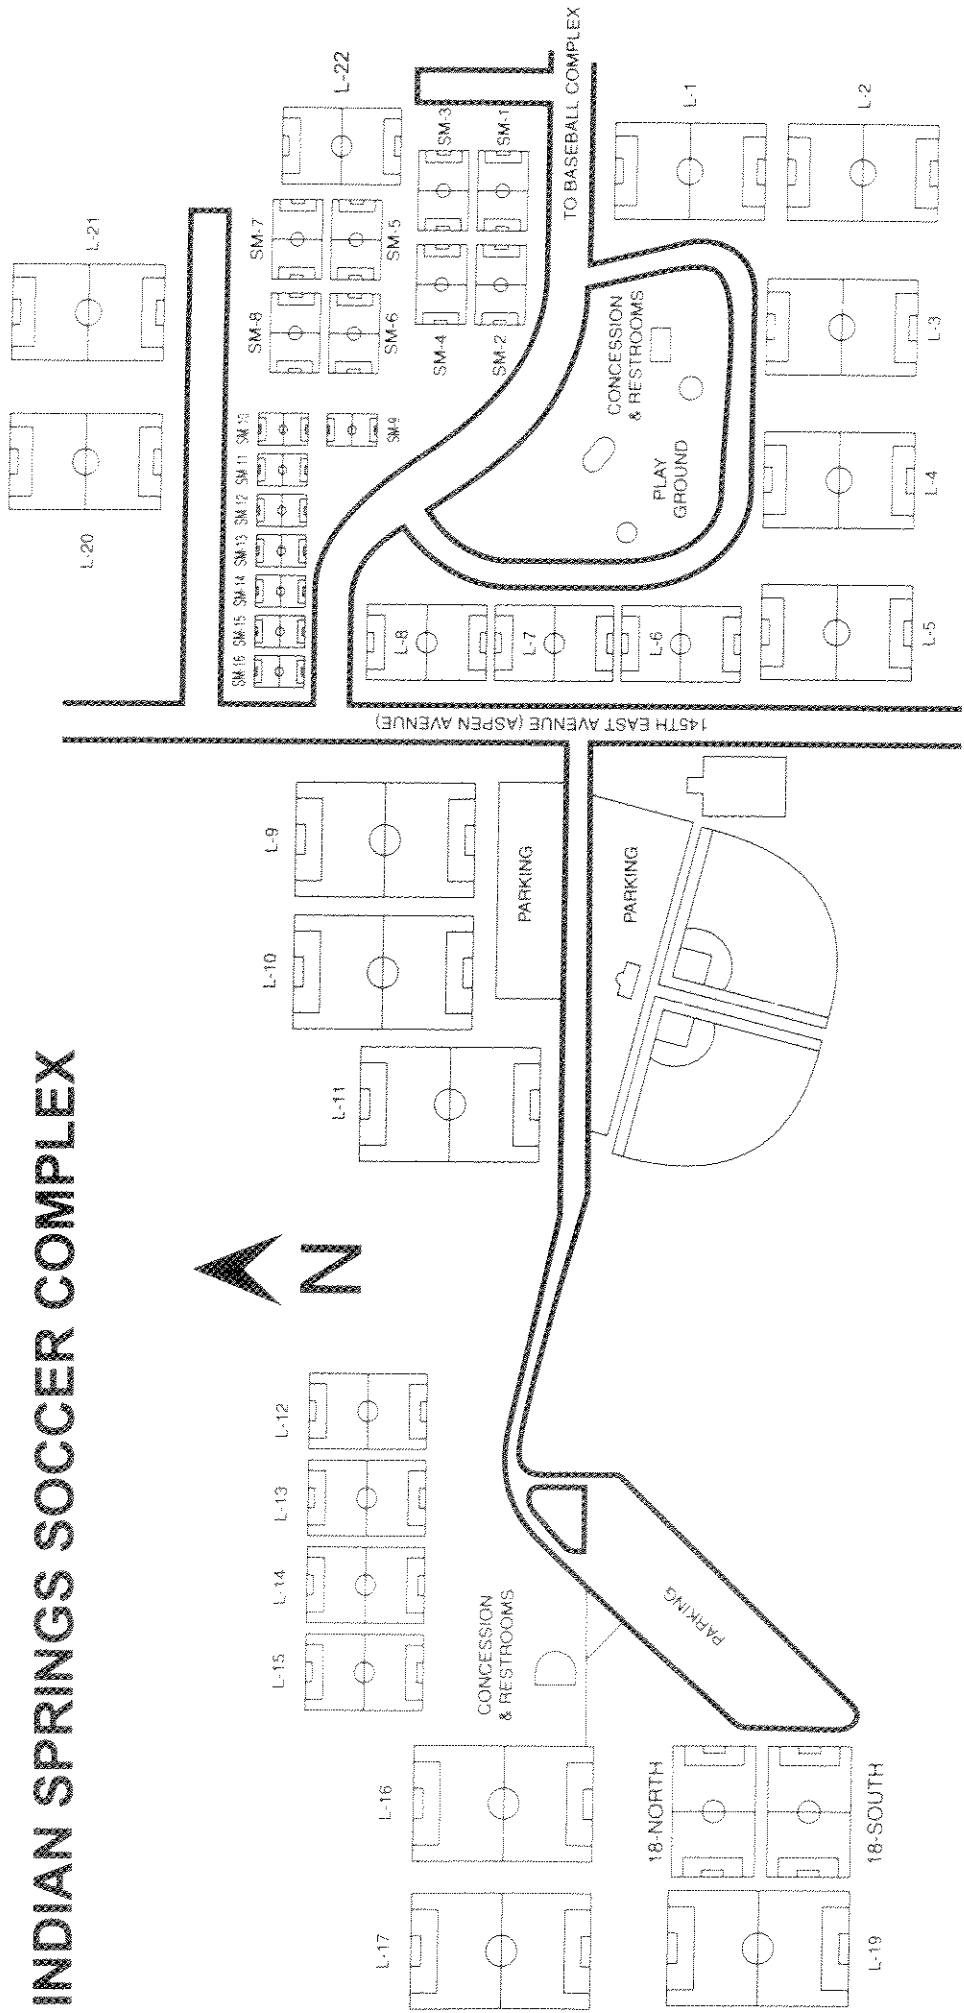 INDIAN SPRINGS SOCCER COMPLEX
N
L-17
L-16
L-15
L-14
L-13
L-12
L-11
L-10
L-9
L-19
18-NORTH
18-SOUTH
CONCESSION
& RESTROOMS
PARKING
PARKING
PARKING
145TH EAST AVENUE (ASPEN AVENUE)
L-20
L-21
L-22
SM-16
SM-15
SM-14
SM-13
SM-12
SM-11
SM-10
SM-9
SM-8
SM-7
SM-6
SM-5
SM-4
SM-3
SM-2
SM-1
TO BASEBALL COMPLEX
L-8
L-7
L-6
L-5
L-4
L-3
L-2
L-1
PLAY
GROUND
CONCESSION
& RESTROOMS